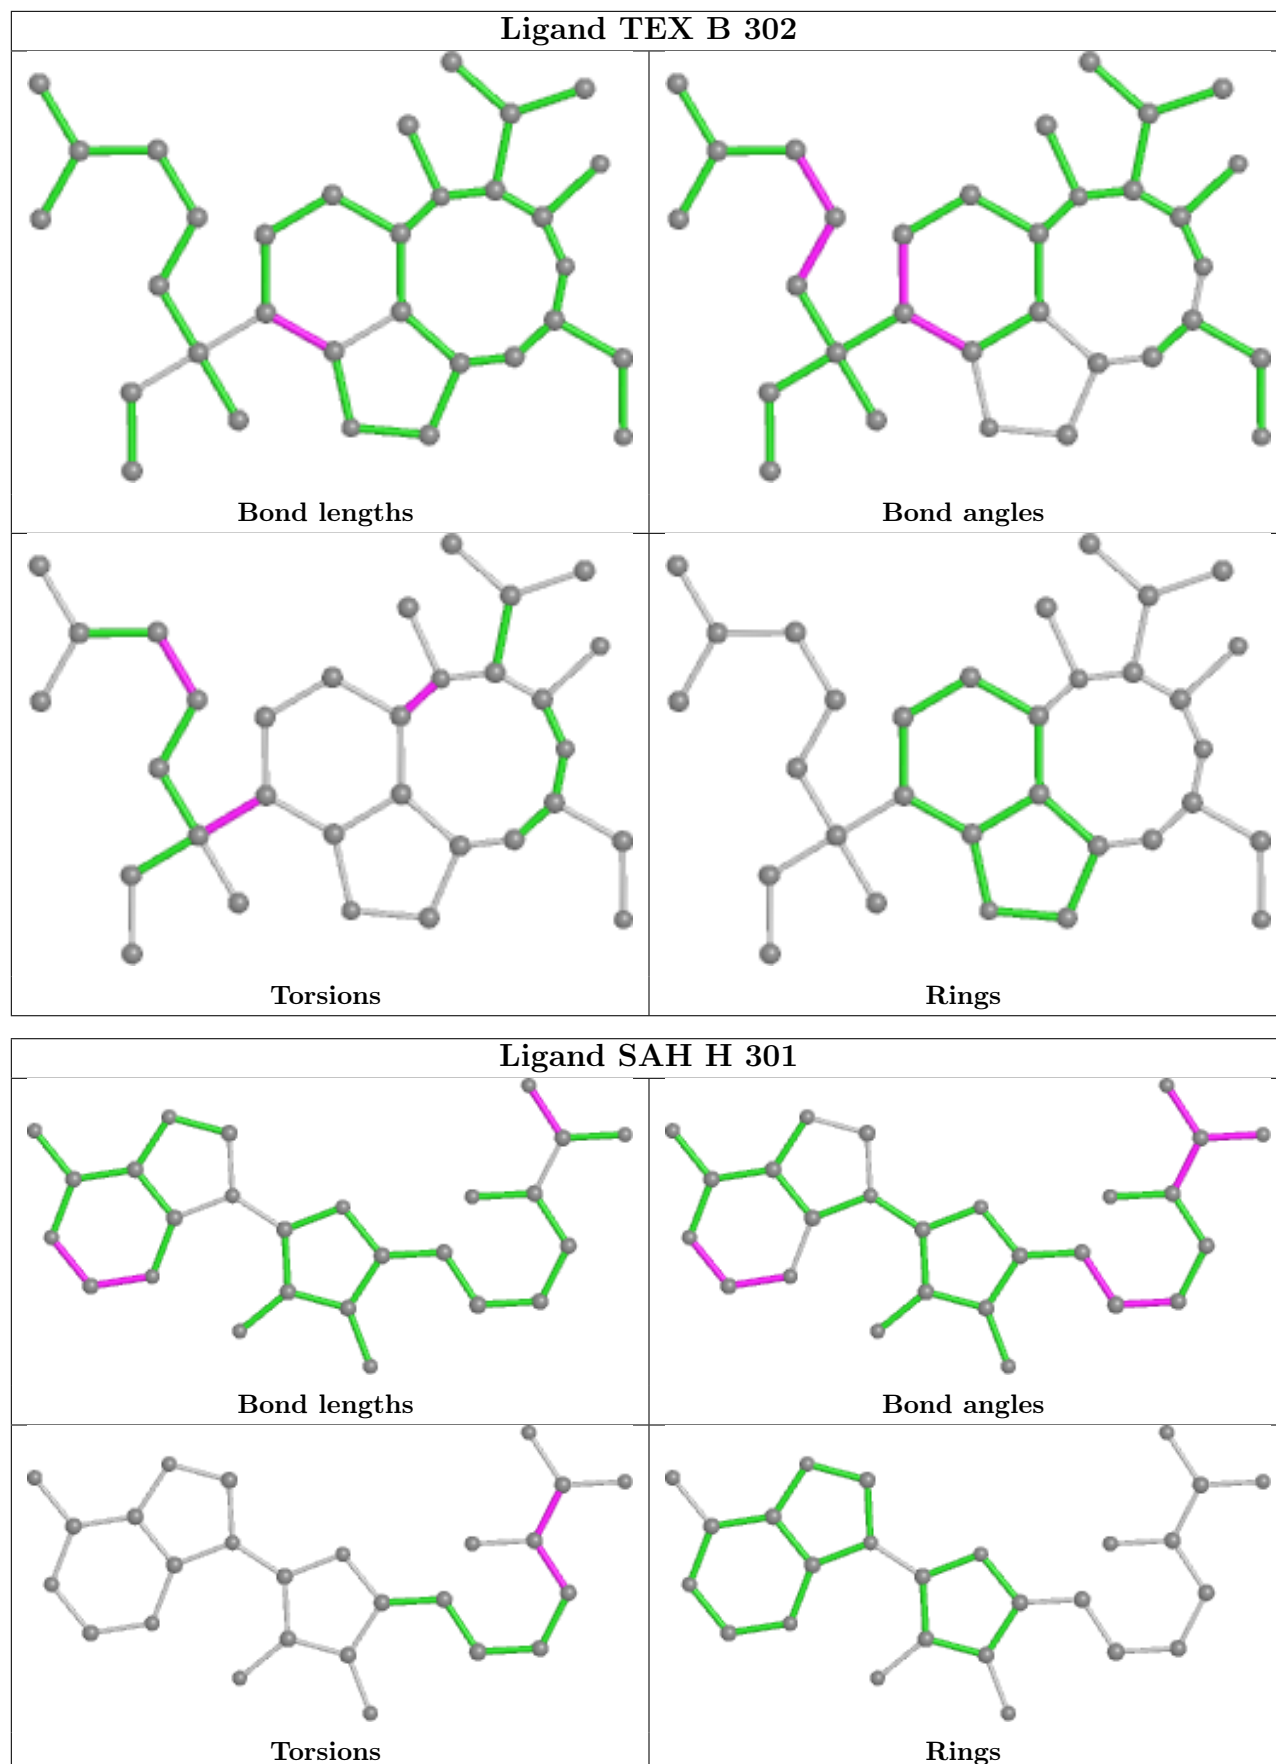 Ligand TEX B 302
Bond lengths
Bond angles
Torsions
Rings
Ligand SAH H 301
Bond lengths
Bond angles
Torsions
Rings